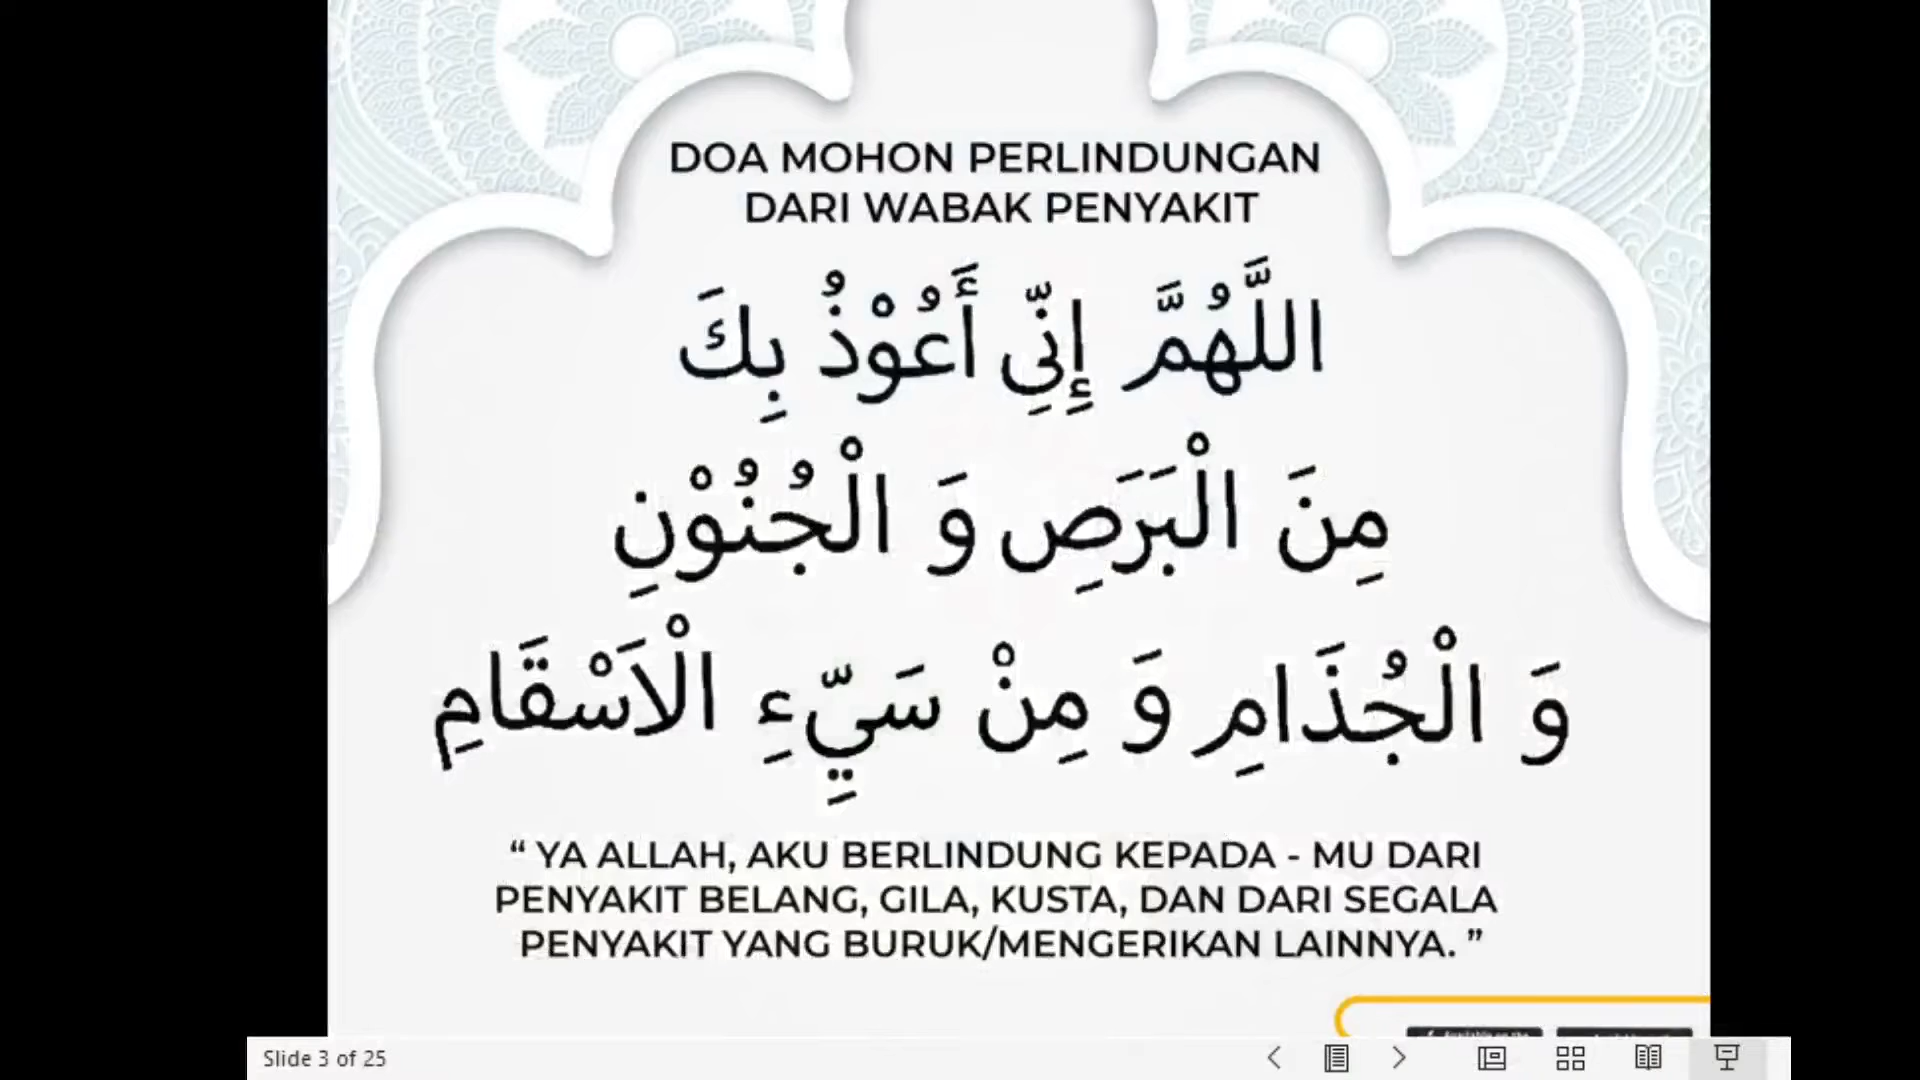 DOA MOHON PERLINDUNGAN
DARI WABAK PENYAKIT
اللَّهُمَّ إِنِّي أَعُوْذُ بِكَ
مِنَ الْبَرَصِ وَ الْجُنُوْنِ
وَ الْجُذَامِ وَ مِنْ سَيِّءِ الْاَسْقَامِ
“ YA ALLAH, AKU BERLINDUNG KEPADA - MU DARI
PENYAKIT BELANG, GILA, KUSTA, DAN DARI SEGALA
PENYAKIT YANG BURUK/MENGERIKAN LAINNYA. ”
Slide 3 of 25